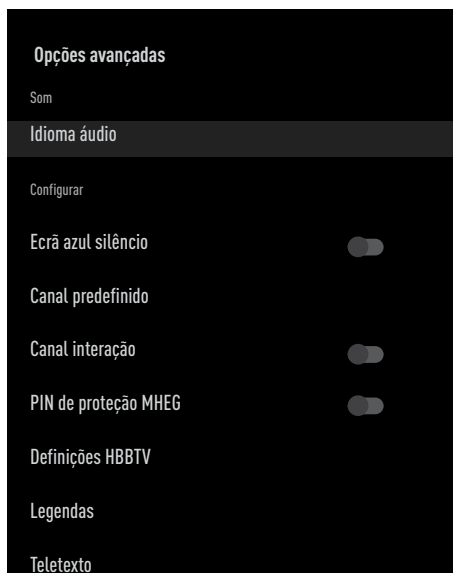 Opções avançadas
Som
Idioma áudio
Configurar
Ecrã azul silêncio
Canal predefinido
Canal interação
PIN de proteção MHEG
Definições HBBTV
Legendas
Teletexto